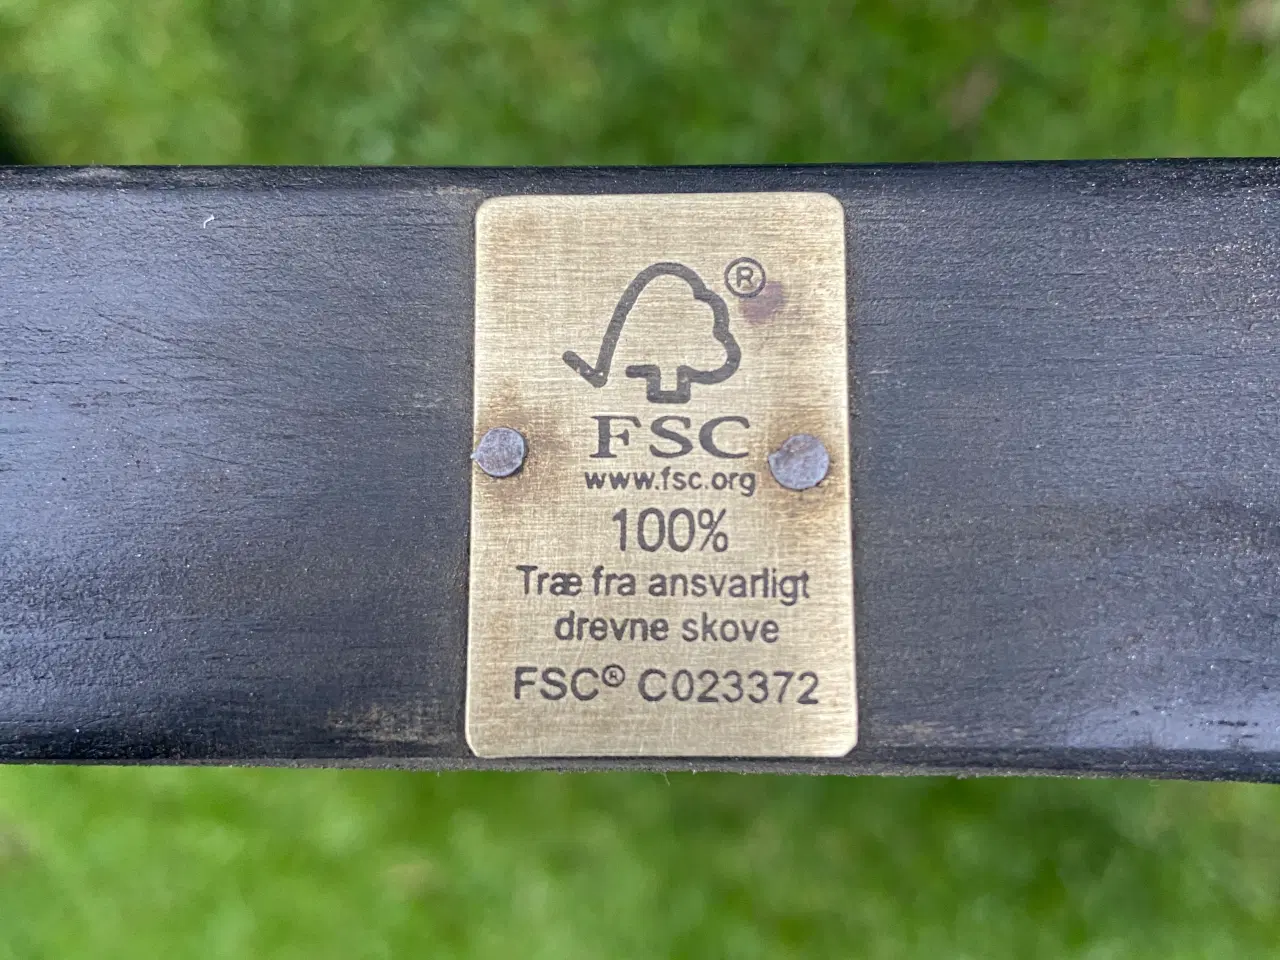 ®
FSC
www.fsc.org
100%
Træ fra ansvarligt
drevne skove
FSC® C023372